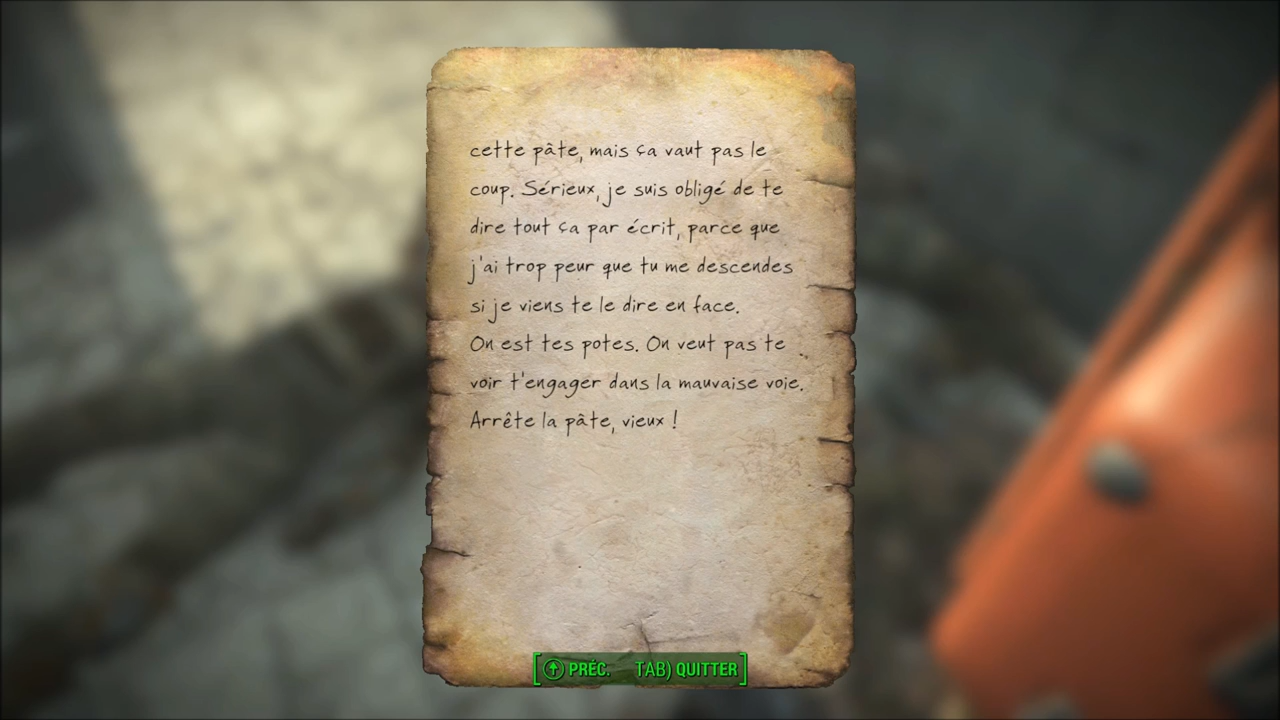 cette pâte, mais ça vaut pas le
coup. Sérieux, je suis obligé de te
dire tout ça par écrit, parce que
j'ai trop peur que tu me descendes
si je viens te le dire en face.
On est tes potes. On veut pas te
voir t'engager dans la mauvaise voie.
Arrête la pâte, vieux !
PRÉC. TAB) QUITTER